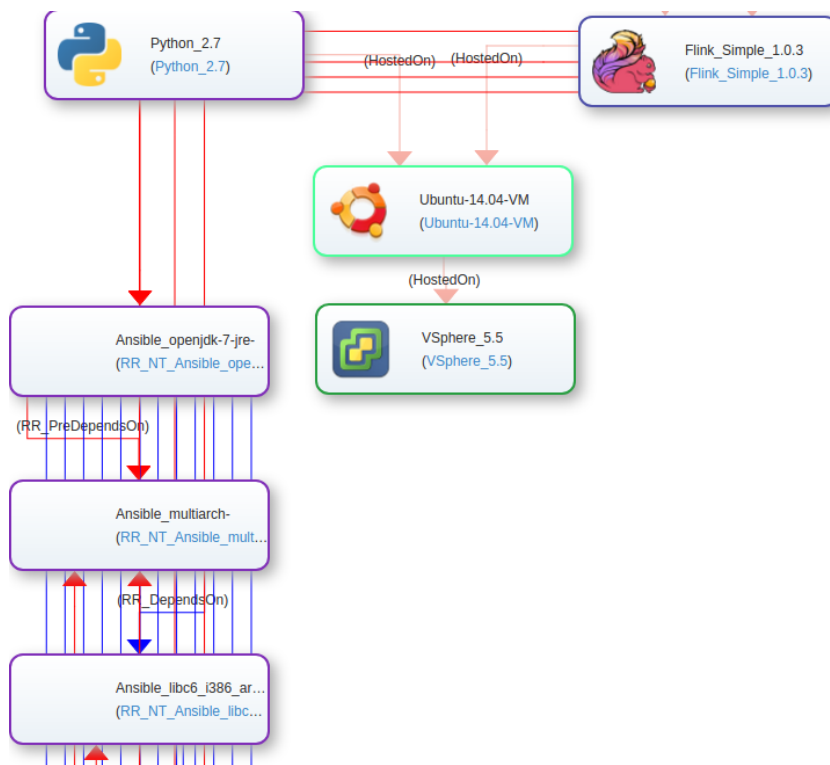 Python_2.7
(Python_2.7)
Flink_Simple_1.0.3
(Flink_Simple_1.0.3)
(HostedOn)
(HostedOn)
Ubuntu-14.04-VM
(Ubuntu-14.04-VM)
(HostedOn)
VSphere_5.5
(VSphere_5.5)
Ansible_openjdk-7-jre-
(RR_NT_Ansible_ope...
(RR_PreDependsOn)
Ansible_multiarch-
(RR_NT_Ansible_mult...
(RR_DependsOn)
Ansible_libc6_i386_ar...
(RR_NT_Ansible_libc...